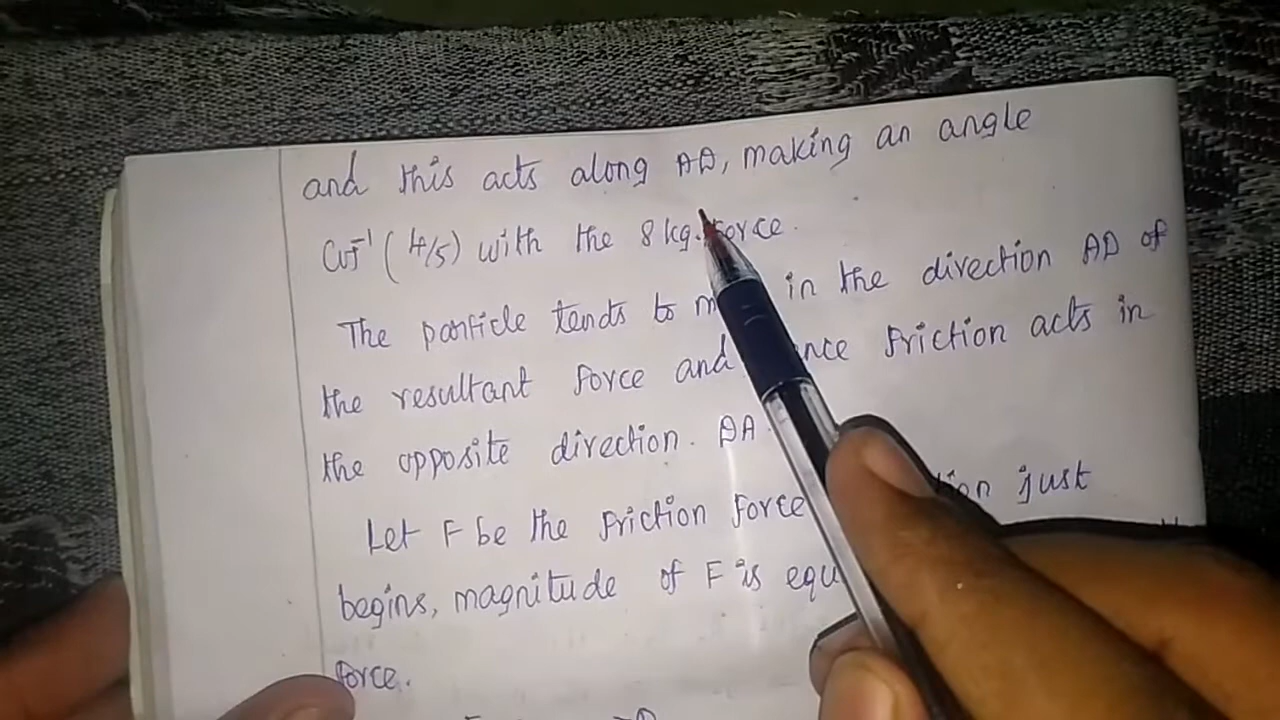 and this acts along AD, making an angle
Cos⁻¹ (4/5) with the 8 kg. force.
The particle tends to in the direction AD of
the resultant force and friction acts in
the opposite direction. DA.
Let F be the friction force just
begins, magnitude of F is
force.